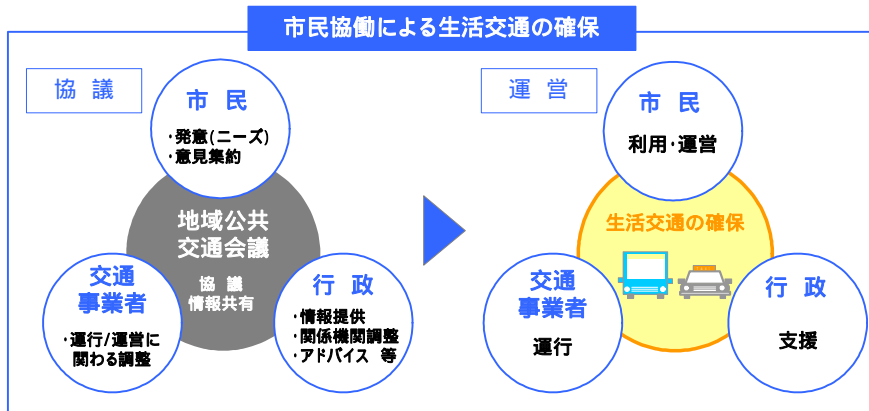 市民協働による生活交通の確保
協 議
市 民
・発意(ニーズ)
・意見集約
地域公共
交通会議
協 議
情報共有
交通
事業者
・運行/運営に
関わる調整
行 政
・情報提供
・関係機関調整
・アドバイス 等
運 営
市 民
利用・運営
生活交通の確保
交通
事業者
運行
行 政
支援